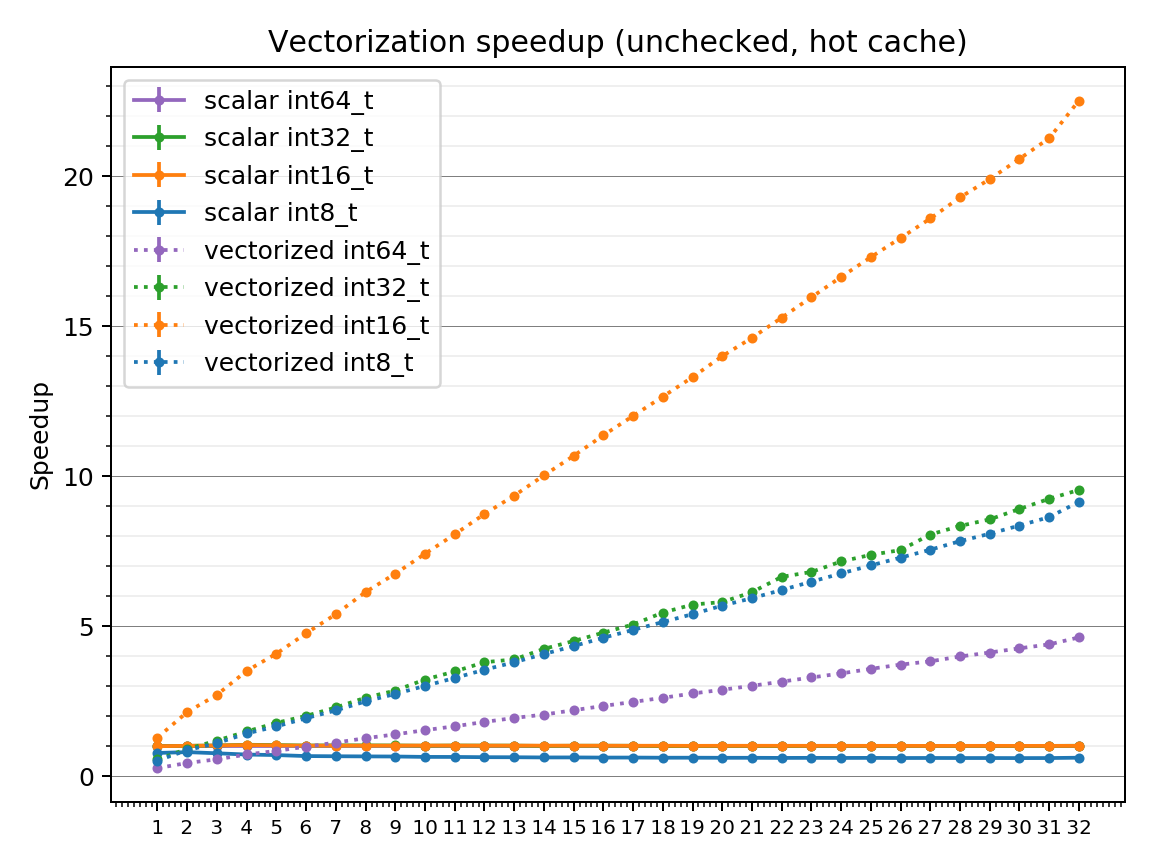 Vectorization speedup (unchecked, hot cache)
scalar int64_t
scalar int32_t
scalar int16_t
scalar int8_t
vectorized int64_t
vectorized int32_t
vectorized int16_t
vectorized int8_t
Speedup
20
15
10
5
0
1 2 3 4 5 6 7 8 9 10 11 12 13 14 15 16 17 18 19 20 21 22 23 24 25 26 27 28 29 30 31 32